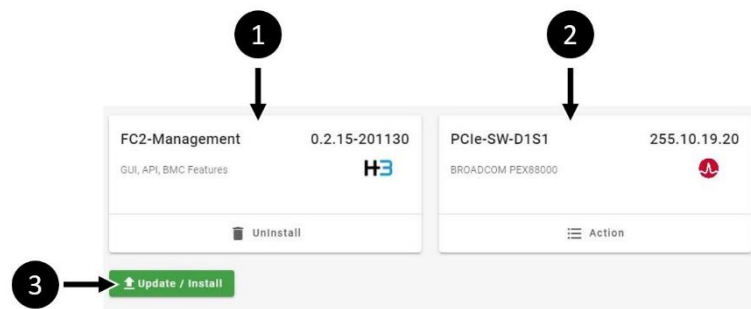 1
2
FC2-Management 0.2.15-201130
GUI, API, BMC Features
H3
Uninstall
PCIe-SW-D1S1 255.10.19.20
BROADCOM PEX88000
Action
3
Update / Install